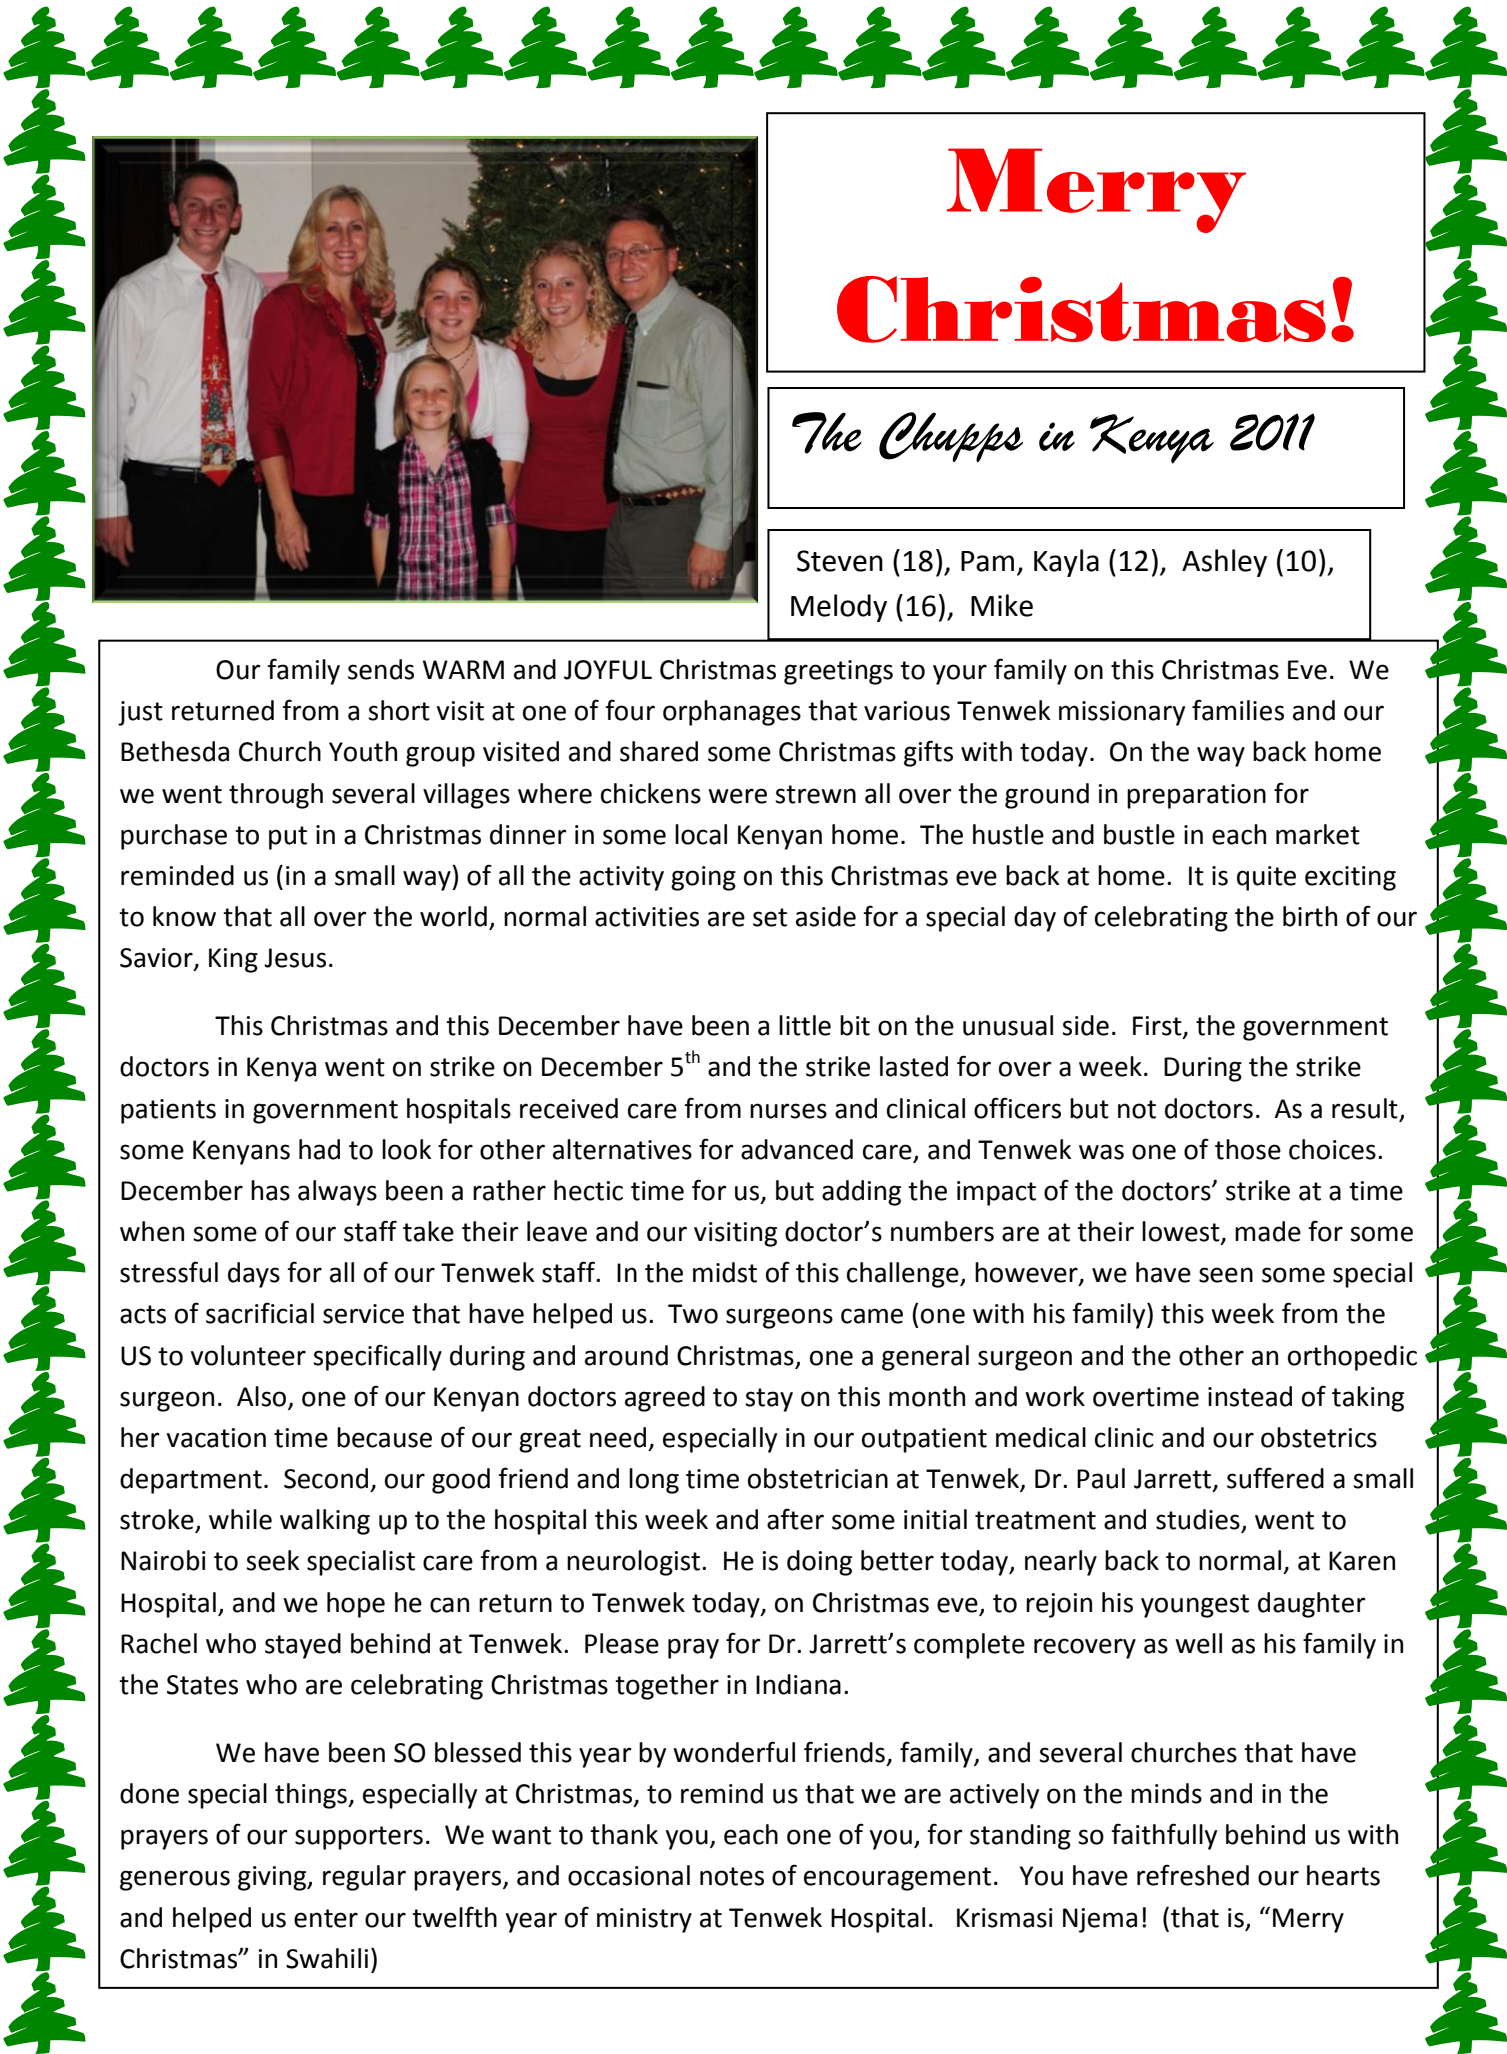 Merry
Christmas!
The Chupps in Kenya 2011
Steven (18), Pam, Kayla (12),  Ashley (10),
Melody (16),  Mike
Our family sends WARM and JOYFUL Christmas greetings to your family on this Christmas Eve.  We
just returned from a short visit at one of four orphanages that various Tenwek missionary families and our
Bethesda Church Youth group visited and shared some Christmas gifts with today.  On the way back home
we went through several villages where chickens were strewn all over the ground in preparation for
purchase to put in a Christmas dinner in some local Kenyan home.  The hustle and bustle in each market
reminded us (in a small way) of all the activity going on this Christmas eve back at home.  It is quite exciting
to know that all over the world, normal activities are set aside for a special day of celebrating the birth of our
Savior, King Jesus.
This Christmas and this December have been a little bit on the unusual side.  First, the government
doctors in Kenya went on strike on December 5th and the strike lasted for over a week.  During the strike
patients in government hospitals received care from nurses and clinical officers but not doctors.  As a result,
some Kenyans had to look for other alternatives for advanced care, and Tenwek was one of those choices.
December has always been a rather hectic time for us, but adding the impact of the doctors’ strike at a time
when some of our staff take their leave and our visiting doctor’s numbers are at their lowest, made for some
stressful days for all of our Tenwek staff.  In the midst of this challenge, however, we have seen some special
acts of sacrificial service that have helped us.  Two surgeons came (one with his family) this week from the
US to volunteer specifically during and around Christmas, one a general surgeon and the other an orthopedic
surgeon.  Also, one of our Kenyan doctors agreed to stay on this month and work overtime instead of taking
her vacation time because of our great need, especially in our outpatient medical clinic and our obstetrics
department.  Second, our good friend and long time obstetrician at Tenwek, Dr. Paul Jarrett, suffered a small
stroke, while walking up to the hospital this week and after some initial treatment and studies, went to
Nairobi to seek specialist care from a neurologist.  He is doing better today, nearly back to normal, at Karen
Hospital, and we hope he can return to Tenwek today, on Christmas eve, to rejoin his youngest daughter
Rachel who stayed behind at Tenwek.  Please pray for Dr. Jarrett’s complete recovery as well as his family in
the States who are celebrating Christmas together in Indiana.
We have been SO blessed this year by wonderful friends, family, and several churches that have
done special things, especially at Christmas, to remind us that we are actively on the minds and in the
prayers of our supporters.  We want to thank you, each one of you, for standing so faithfully behind us with
generous giving, regular prayers, and occasional notes of encouragement.   You have refreshed our hearts
and helped us enter our twelfth year of ministry at Tenwek Hospital.   Krismasi Njema!  (that is, “Merry
Christmas” in Swahili)